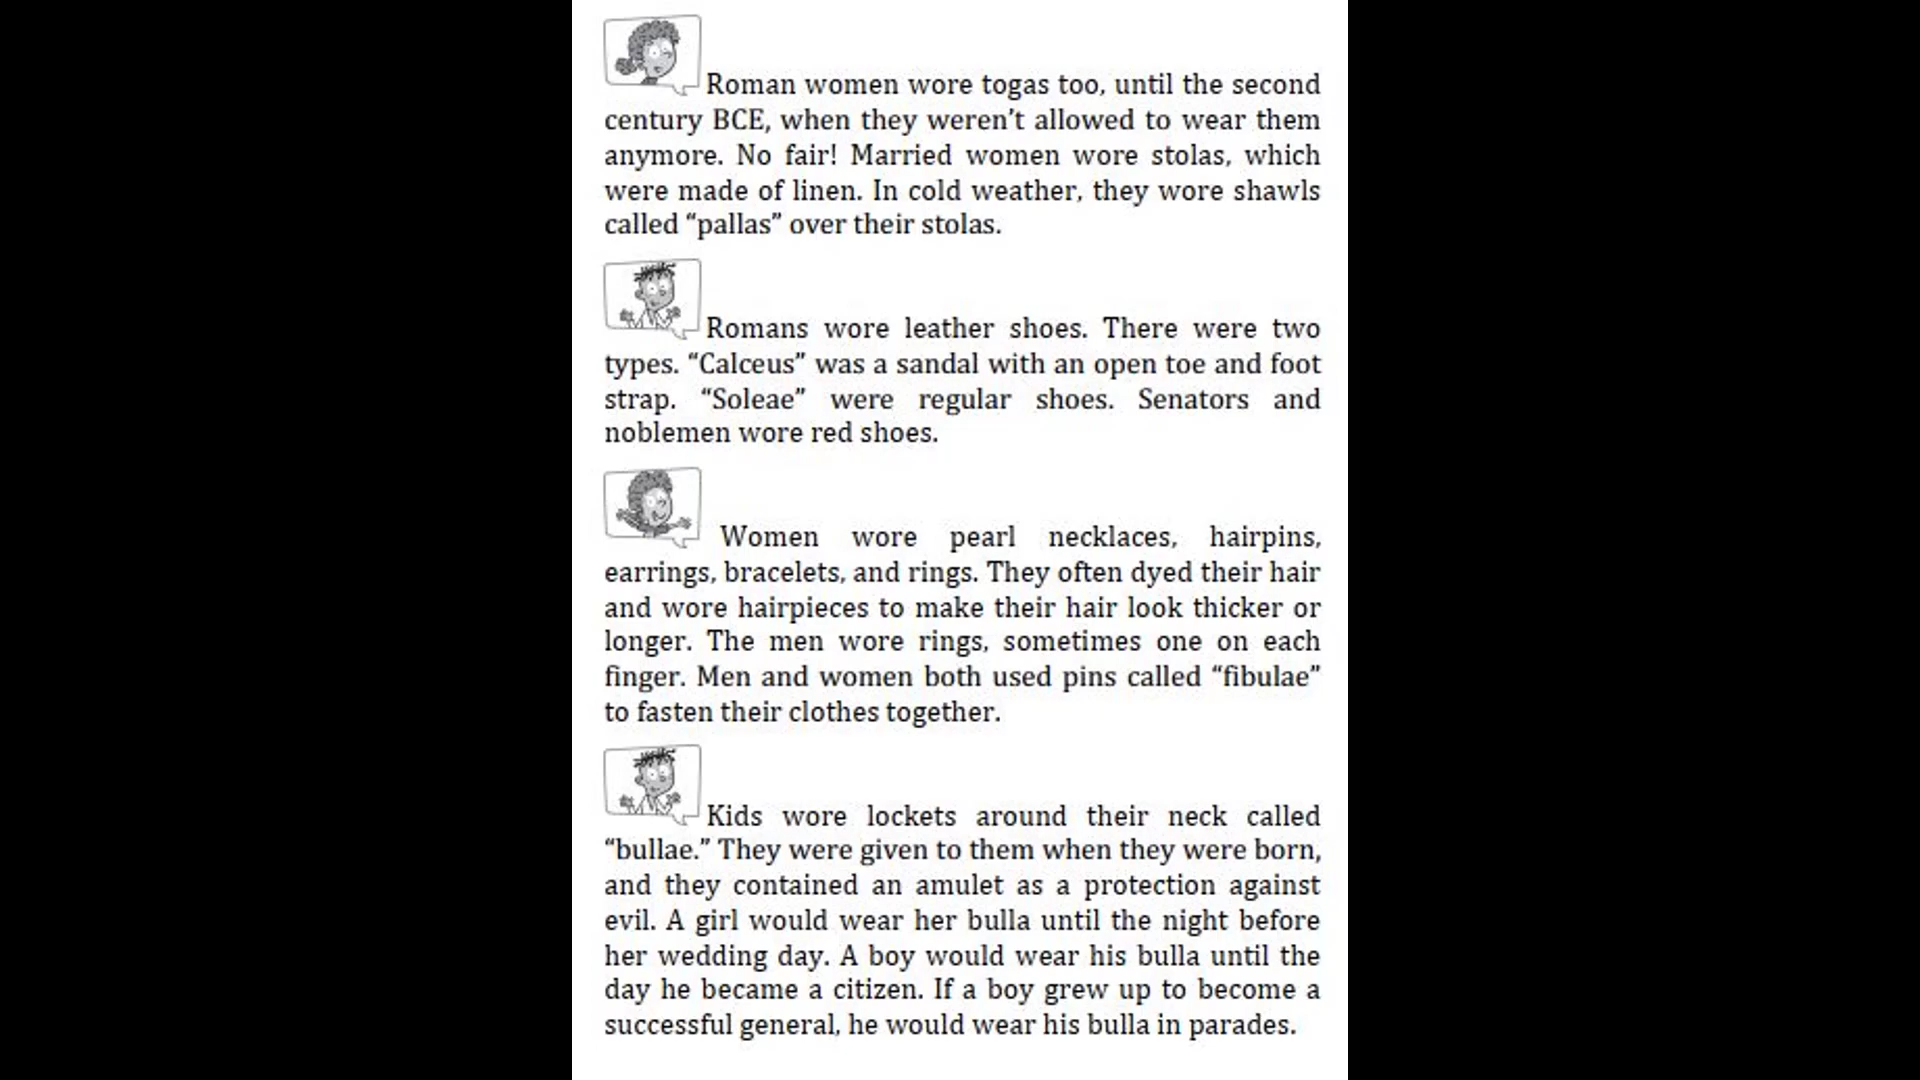 Roman women wore togas too, until the second
century BCE, when they weren’t allowed to wear them
anymore. No fair! Married women wore stolas, which
were made of linen. In cold weather, they wore shawls
called “pallas” over their stolas.
Romans wore leather shoes. There were two
types. “Calceus” was a sandal with an open toe and foot
strap. “Soleae” were regular shoes. Senators and
noblemen wore red shoes.
Women wore pearl necklaces, hairpins,
earrings, bracelets, and rings. They often dyed their hair
and wore hairpieces to make their hair look thicker or
longer. The men wore rings, sometimes one on each
finger. Men and women both used pins called “fibulae”
to fasten their clothes together.
Kids wore lockets around their neck called
“bullae.” They were given to them when they were born,
and they contained an amulet as a protection against
evil. A girl would wear her bulla until the night before
her wedding day. A boy would wear his bulla until the
day he became a citizen. If a boy grew up to become a
successful general, he would wear his bulla in parades.